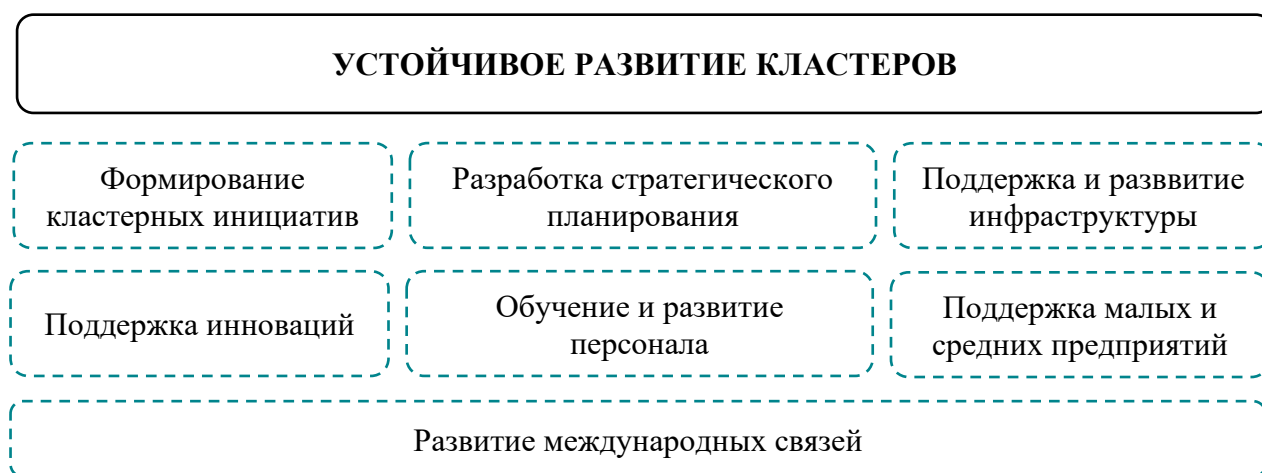 УСТОЙЧИВОЕ РАЗВИТИЕ КЛАСТЕРОВ
Формирование
кластерных инициатив
Разработка стратегического
планирования
Поддержка и разввитие
инфраструктуры
Поддержка инноваций
Обучение и развитие
персонала
Поддержка малых и
средних предприятий
Развитие международных связей